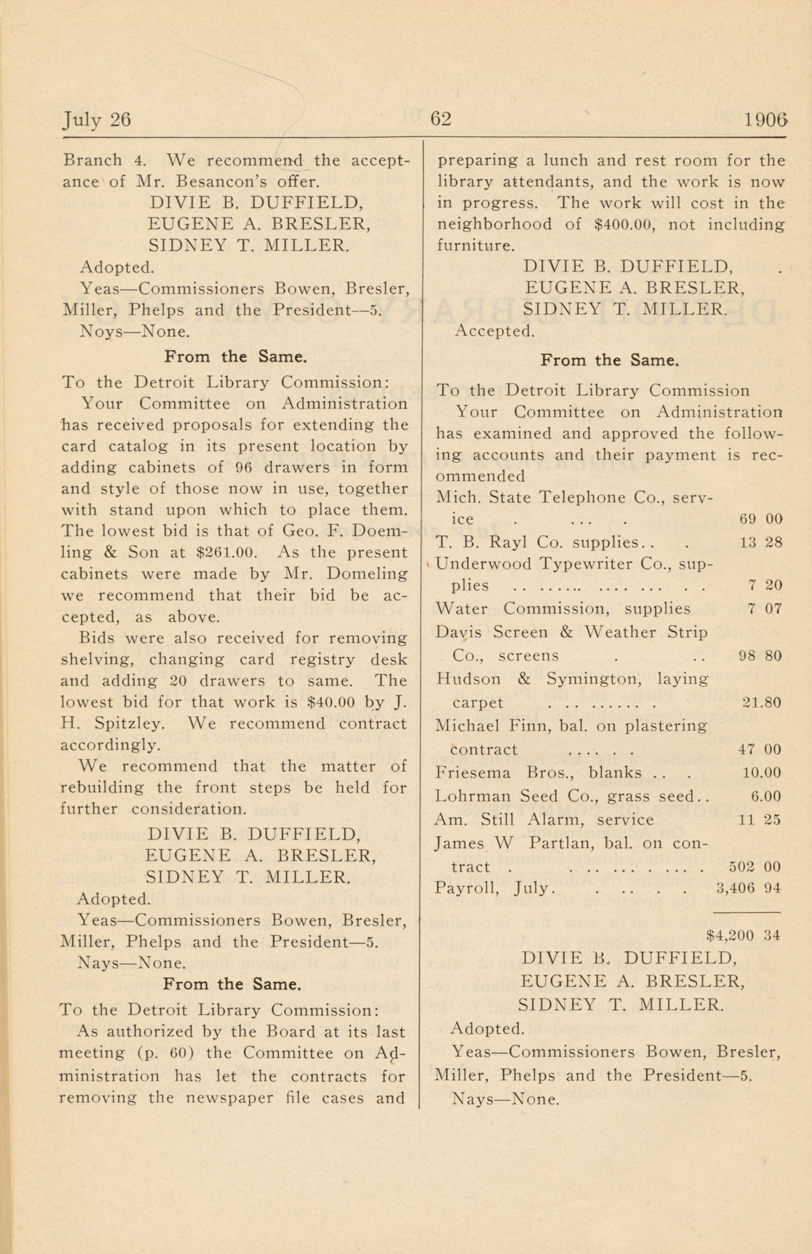 July 26 62 1906
Branch 4. We recommend the accept-
ance of Mr. Besancon's offer.
DIVIE B. DUFFIELD,
EUGENE A. BRESLER,
SIDNEY T. MILLER.
Adopted.
Yeas—Commissioners Bowen, Bresler,
Miller, Phelps and the President—5.
Noys—None.
From the Same.
To the Detroit Library Commission:
Your Committee on Administration
has received proposals for extending the
card catalog in its present location by
adding cabinets of 96 drawers in form
and style of those now in use, together
with stand upon which to place them.
The lowest bid is that of Geo. F. Doem-
ling & Son at $261.00. As the present
cabinets were made by Mr. Domeling
we recommend that their bid be ac-
cepted, as above.
Bids were also received for removing
shelving, changing card registry desk
and adding 20 drawers to same. The
lowest bid for that work is $40.00 by J.
H. Spitzley. We recommend contract
accordingly.
We recommend that the matter of
rebuilding the front steps be held for
further consideration.
DIVIE B. DUFFIELD,
EUGENE A. BRESLER,
SIDNEY T. MILLER.
Adopted.
Yeas—Commissioners Bowen, Bresler,
Miller, Phelps and the President—5.
Nays—None.
From the Same.
To the Detroit Library Commission:
As authorized by the Board at its last
meeting (p. 60) the Committee on Ad-
ministration has let the contracts for
removing the newspaper file cases and
preparing a lunch and rest room for the
library attendants, and the work is now
in progress. The work will cost in the
neighborhood of $400.00, not including
furniture.
DIVIE B. DUFFIELD,
EUGENE A. BRESLER,
SIDNEY T. MILLER.
Accepted.
From the Same.
To the Detroit Library Commission
Your Committee on Administration
has examined and approved the follow-
ing accounts and their payment is rec-
ommended
Mich. State Telephone Co., serv-
ice . ... . 69 00
T. B. Rayl Co. supplies.. . 13 28
Underwood Typewriter Co., sup-
plies .. ....... .... ... . . 7 20
Water Commission, supplies 7 07
Davis Screen & Weather Strip
Co., screens . .. 98 80
Hudson & Symington, laying
carpet . ........ . 21.80
Michael Finn, bal. on plastering
contract .... . . 47 00
Friesema Bros., blanks .. . 10.00
Lohrman Seed Co., grass seed.. 6.00
Am. Still Alarm, service 11 25
James W Partlan, bal. on con-
tract . . .. ... . ... . 502 00
Payroll, July. . .. . . 3,406 94
$4,200 34
DIVIE B. DUFFIELD,
EUGENE A. BRESLER,
SIDNEY T. MILLER.
Adopted.
Yeas—Commissioners Bowen, Bresler,
Miller, Phelps and the President—5.
Nays—None.